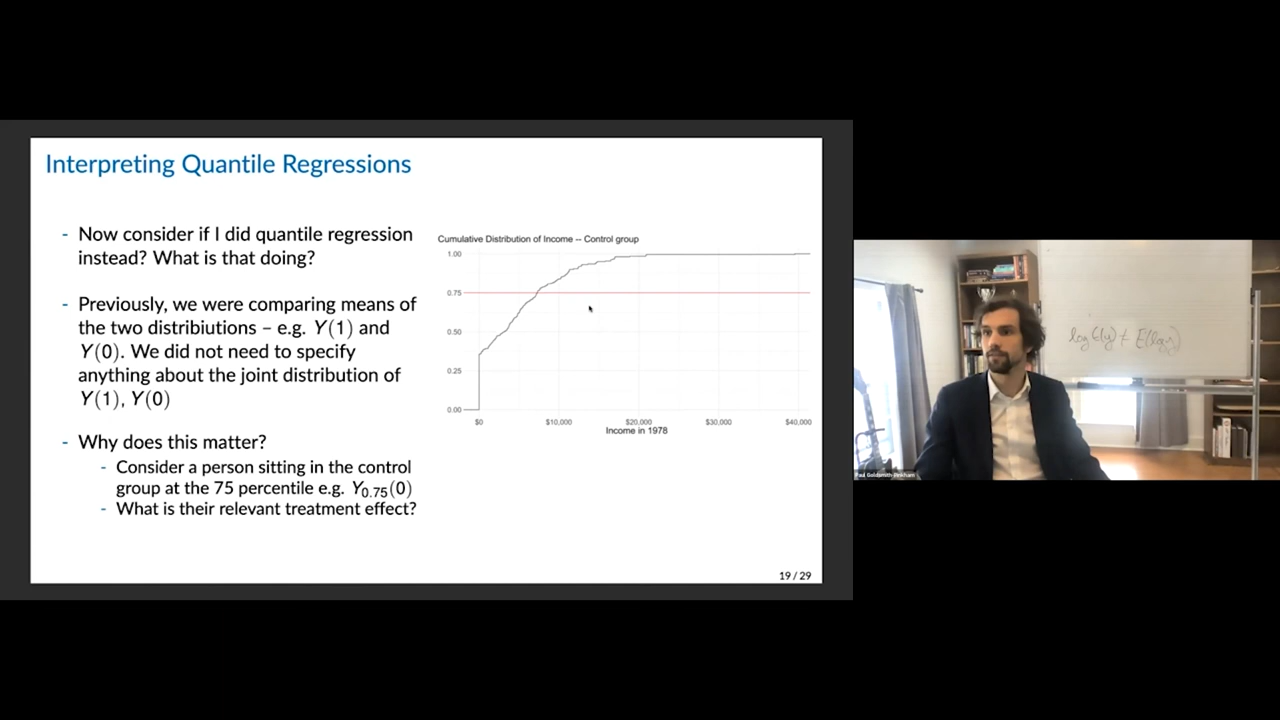 Interpreting Quantile Regressions
- Now consider if I did quantile regression
instead? What is that doing?
- Previously, we were comparing means of
the two distribiutions – e.g. Y(1) and
Y(0). We did not need to specify
anything about the joint distribution of
Y(1), Y(0)
- Why does this matter?
- Consider a person sitting in the control
group at the 75 percentile e.g. Y0.75(0)
- What is their relevant treatment effect?
Cumulative Distribution of Income -- Control group
1.00
0.75
0.50
0.25
0.00
$0 $10,000 $20,000 $30,000 $40,000
Income in 1978
19 / 29
Paul Goldsmith-Pinkham